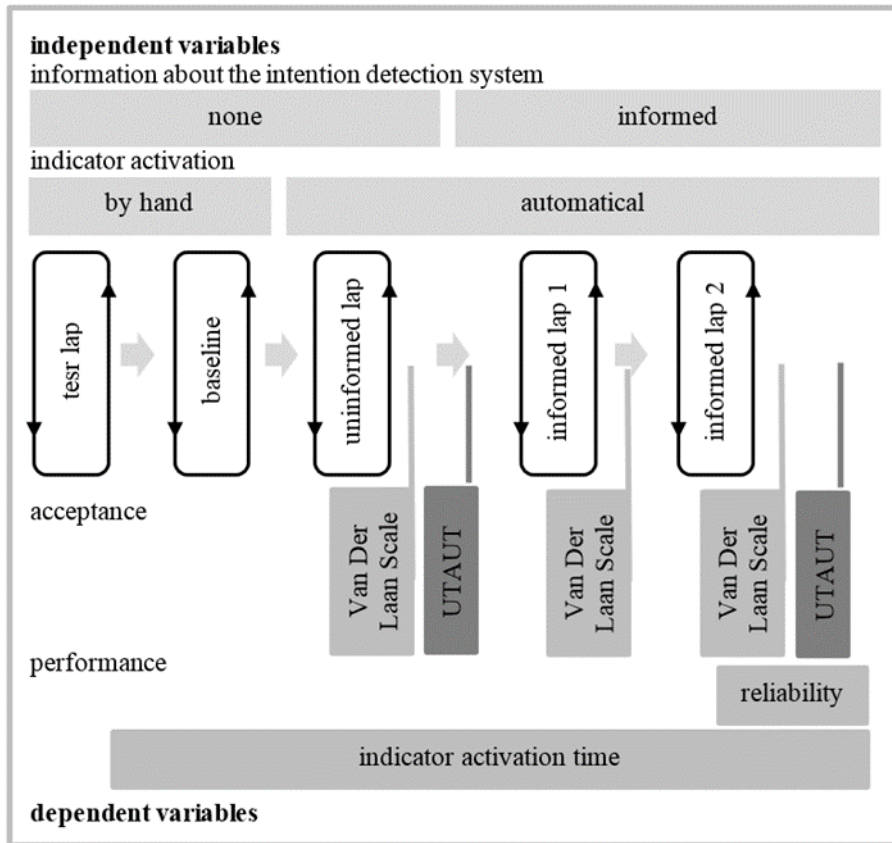 independent variables
information about the intention detection system
none
informed
indicator activation
by hand
automatical
tesr lap
baseline
uninformed lap
informed lap 1
informed lap 2
acceptance
Van Der
Laan Scale
UTAUT
Van Der
Laan Scale
Van Der
Laan Scale
UTAUT
performance
reliability
indicator activation time
dependent variables